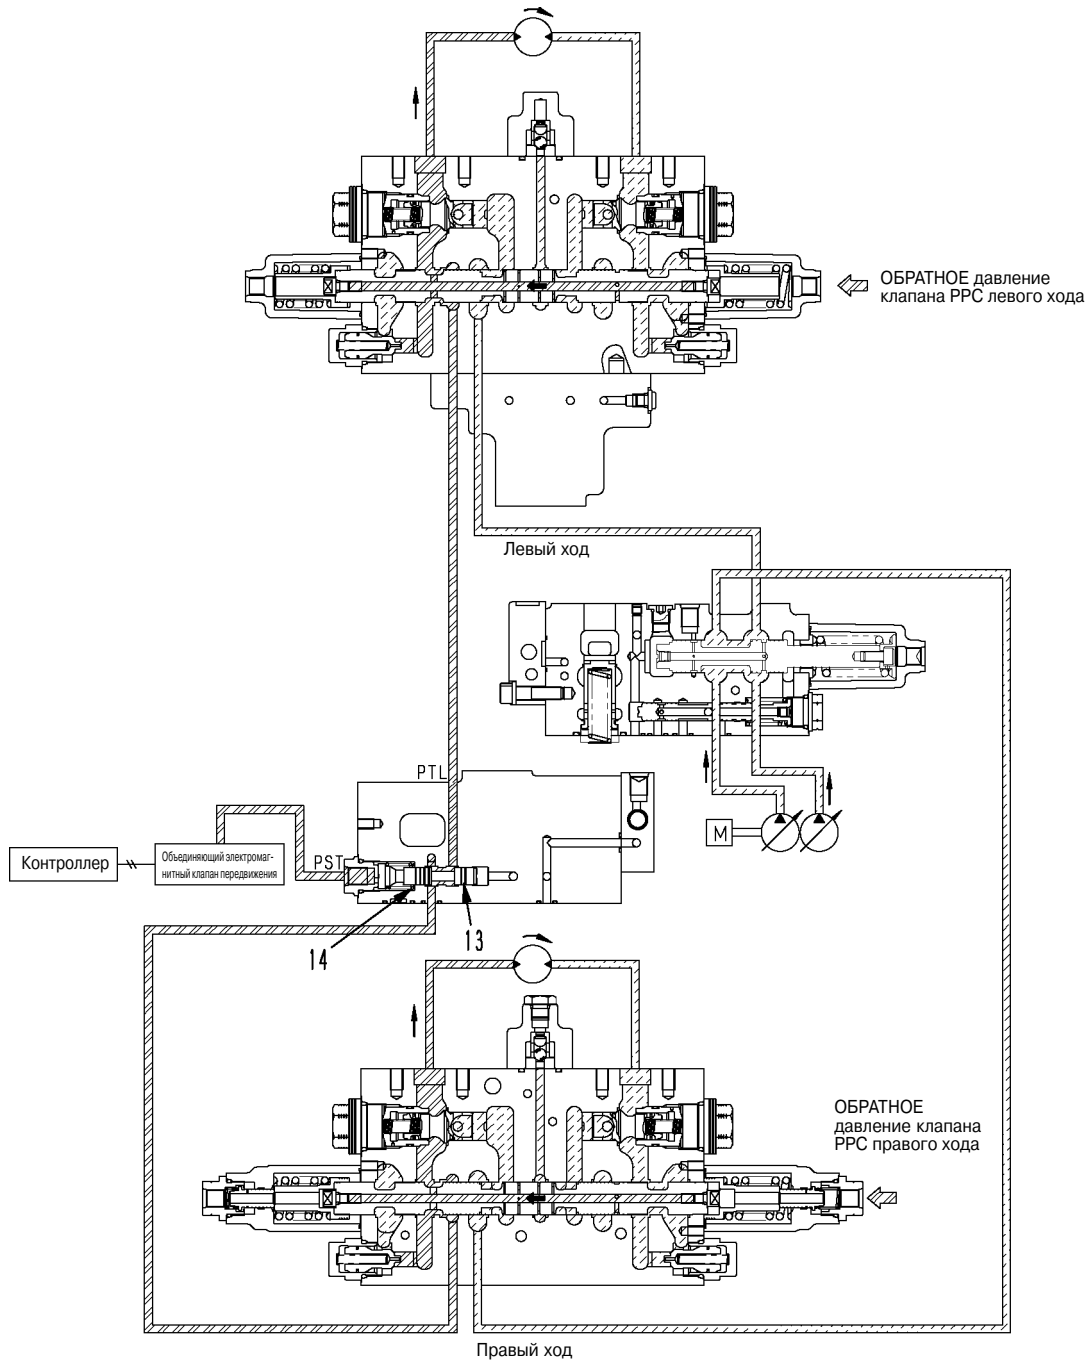 ОБРАТНОЕ давление
клапана PPC левого хода
Левый ход
PTL
M
Контроллер
Объединяющий электромаг-
нитный клапан передвижения
PST
14
13
ОБРАТНОЕ
давление клапана
PPC правого хода
Правый ход